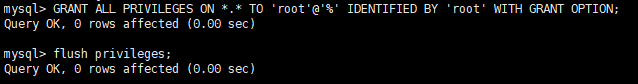 mysql> GRANT ALL PRIVILEGES ON *.* TO 'root'@'%' IDENTIFIED BY 'root' WITH GRANT OPTION;
Query OK, 0 rows affected (0.00 sec)
mysql> flush privileges;
Query OK, 0 rows affected (0.00 sec)